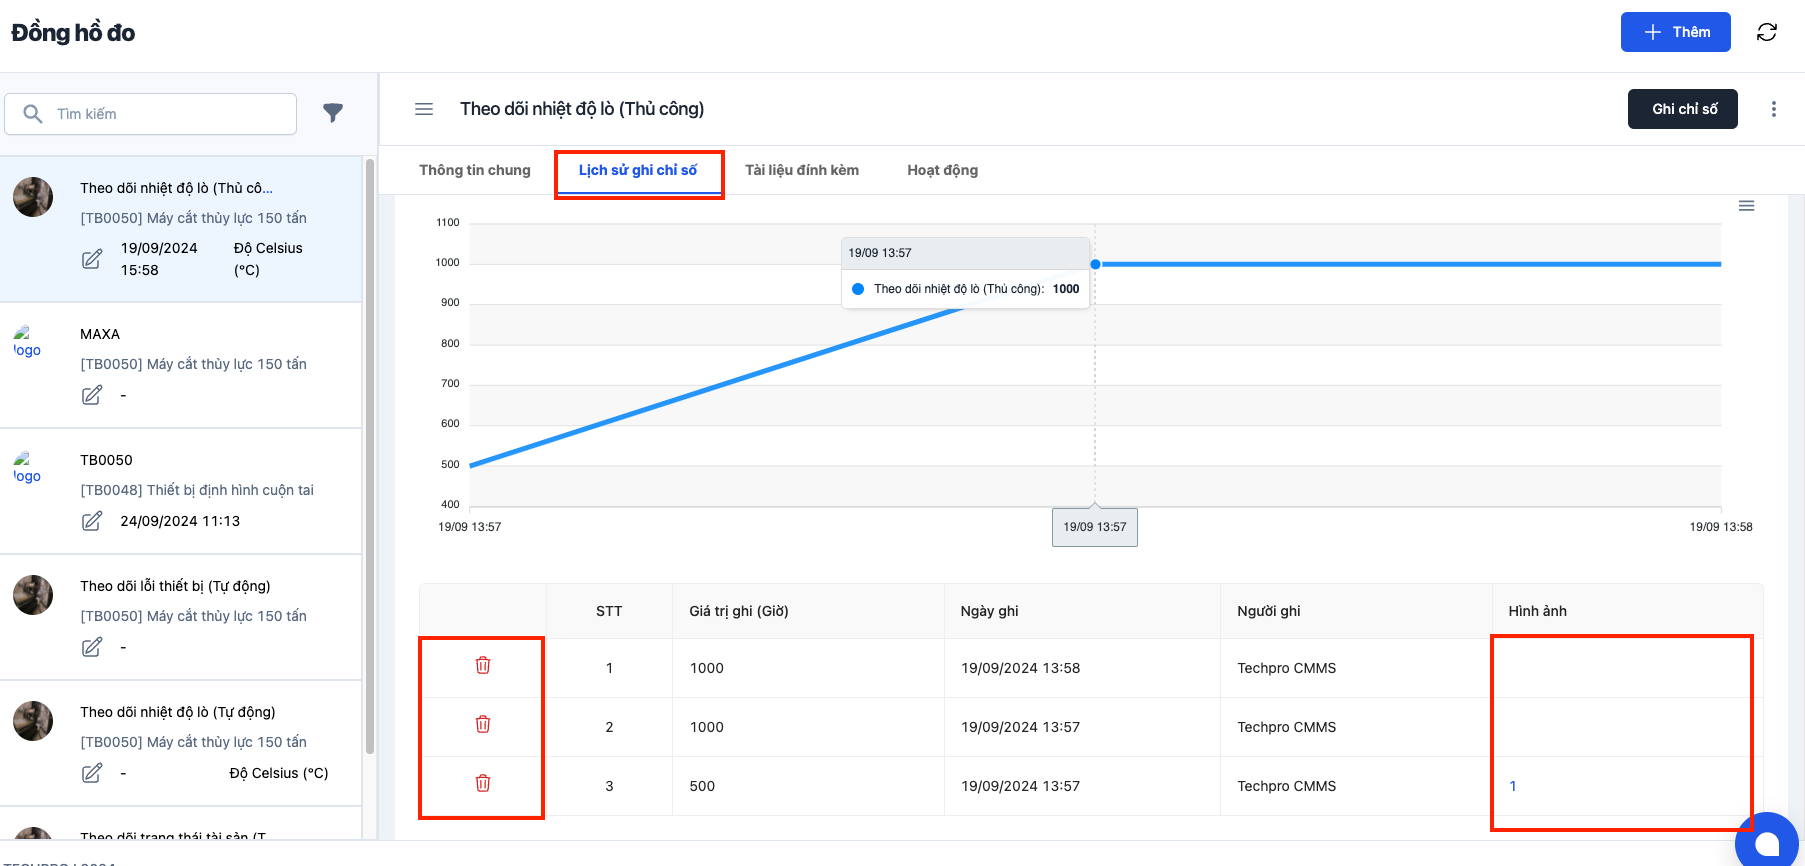 Đồng hồ đo
Thêm
Tìm kiếm
Theo dõi nhiệt độ lò (Thủ cô...
[TB0050] Máy cắt thủy lực 150 tấn
19/09/2024
15:58
Độ Celsius
(°C)
logo
MAXA
[TB0050] Máy cắt thủy lực 150 tấn
-
logo
TB0050
[TB0048] Thiết bị định hình cuộn tai
24/09/2024 11:13
Theo dõi lỗi thiết bị (Tự động)
[TB0050] Máy cắt thủy lực 150 tấn
-
Theo dõi nhiệt độ lò (Tự động)
[TB0050] Máy cắt thủy lực 150 tấn
- Độ Celsius (°C)
Theo dõi trạng thái tài sản (T...
Theo dõi nhiệt độ lò (Thủ công)
Ghi chỉ số
Thông tin chung
Lịch sử ghi chỉ số
Tài liệu đính kèm
Hoạt động
1100
1000
900
800
700
600
500
400
19/09 13:57
Theo dõi nhiệt độ lò (Thủ công): 1000
19/09 13:57
19/09 13:57
19/09 13:58
STT Giá trị ghi (Giờ) Ngày ghi Người ghi Hình ảnh
1 1000 19/09/2024 13:58 Techpro CMMS
2 1000 19/09/2024 13:57 Techpro CMMS
3 500 19/09/2024 13:57 Techpro CMMS 1